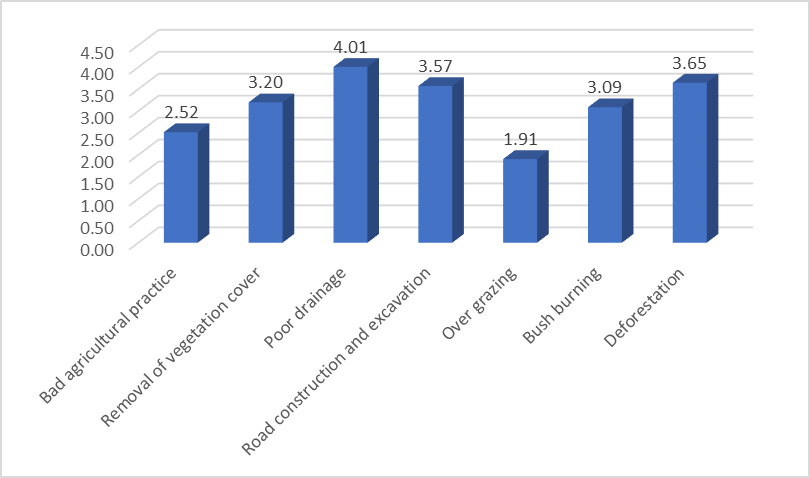 4.50
4.00
3.50
3.00
2.50
2.00
1.50
1.00
0.50
0.00
2.52
3.20
4.01
3.57
1.91
3.09
3.65
Bad agricultural practice
Removal of vegetation cover
Poor drainage
Road construction and excavation
Over grazing
Bush burning
Deforestation